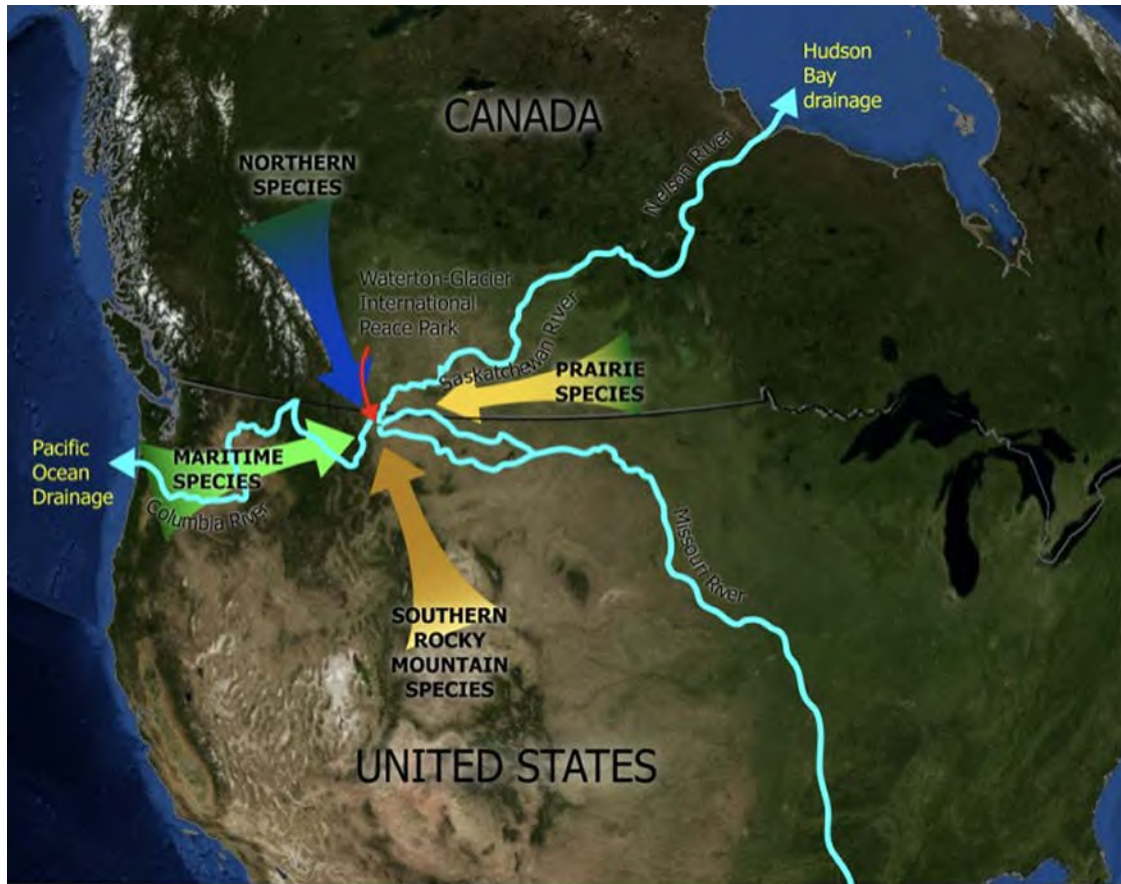 Hudson
Bay
drainage
CANADA
Nelson River
NORTHERN
SPECIES
Waterton-Glacier
International
Peace Park
Saskatchewan River
PRAIRIE
SPECIES
Pacific
Ocean
Drainage
MARITIME
SPECIES
Columbia River
Missouri River
SOUTHERN
ROCKY
MOUNTAIN
SPECIES
UNITED STATES